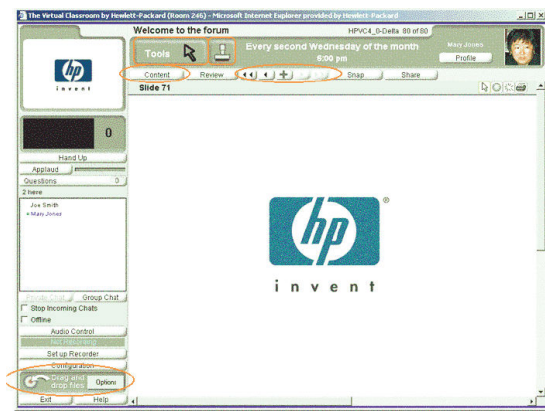 The Virtual Classroom by Hewlett-Packard (Room 246) - Microsoft Internet Explorer provided by Hewlett-Packard
Welcome to the forum
HPVC4_0-Delta 80 of 80
Tools
Every second Wednesday of the month
6:00 pm
Mary Jones
Profile
Content
Review
Snap
Share
Slide 71
hp
invent
0
Hand Up
Applaud
Questions
0
2 here
Joe Smith
Mary Jones
hp
®
invent
Private Chat
Group Chat
Stop Incoming Chats
Offline
Audio Control
Not Recording
Set up Recorder
Configuration
Drag and
drop files
Options
Exit
Help